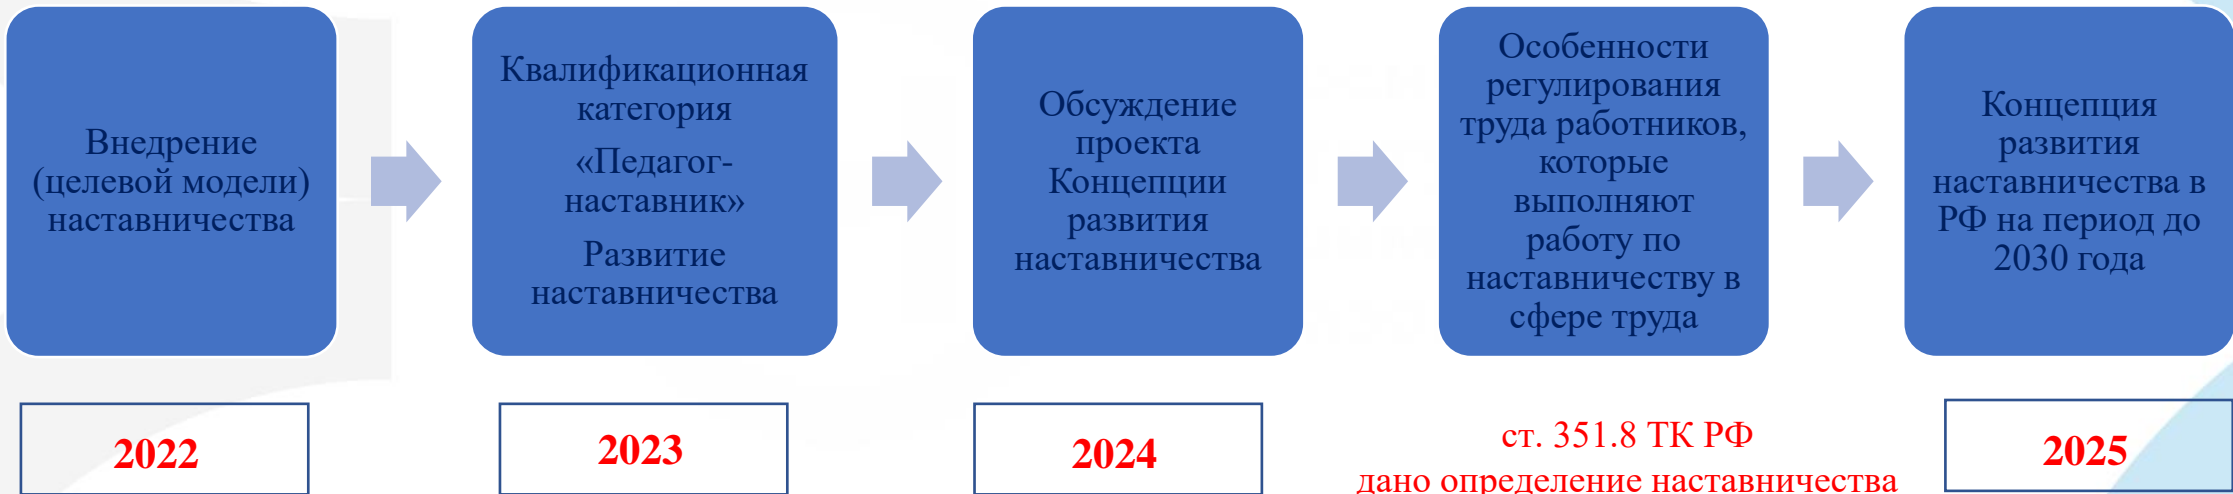 Внедрение
(целевой модели)
наставничества
Квалификационная
категория
«Педагог-
наставник»
Развитие
наставничества
Обсуждение
проекта
Концепции
развития
наставничества
Особенности
регулирования
труда работников,
которые
выполняют
работу по
наставничеству в
сфере труда
Концепция
развития
наставничества в
РФ на период до
2030 года
2022
2023
2024
ст. 351.8 ТК РФ
дано определение наставничества
2025